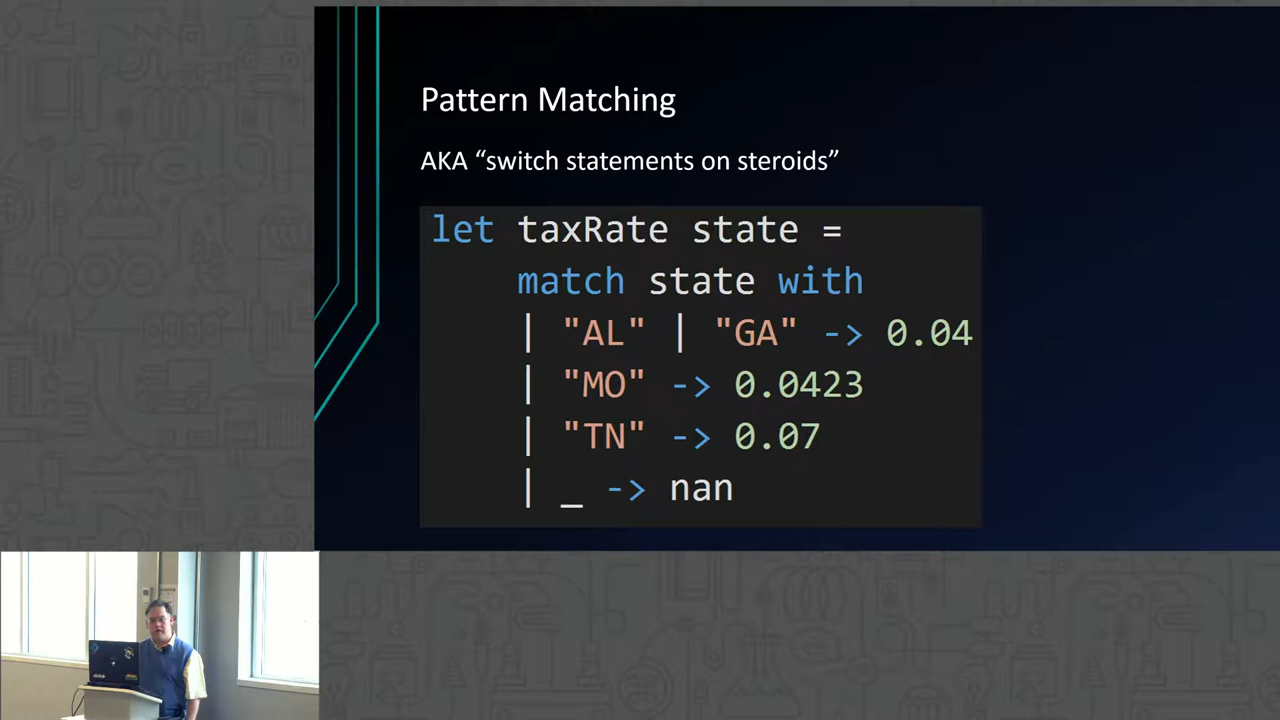 Pattern Matching
AKA “switch statements on steroids”
let taxRate state =
match state with
| "AL" | "GA" -> 0.04
| "MO" -> 0.0423
| "TN" -> 0.07
| _ -> nan